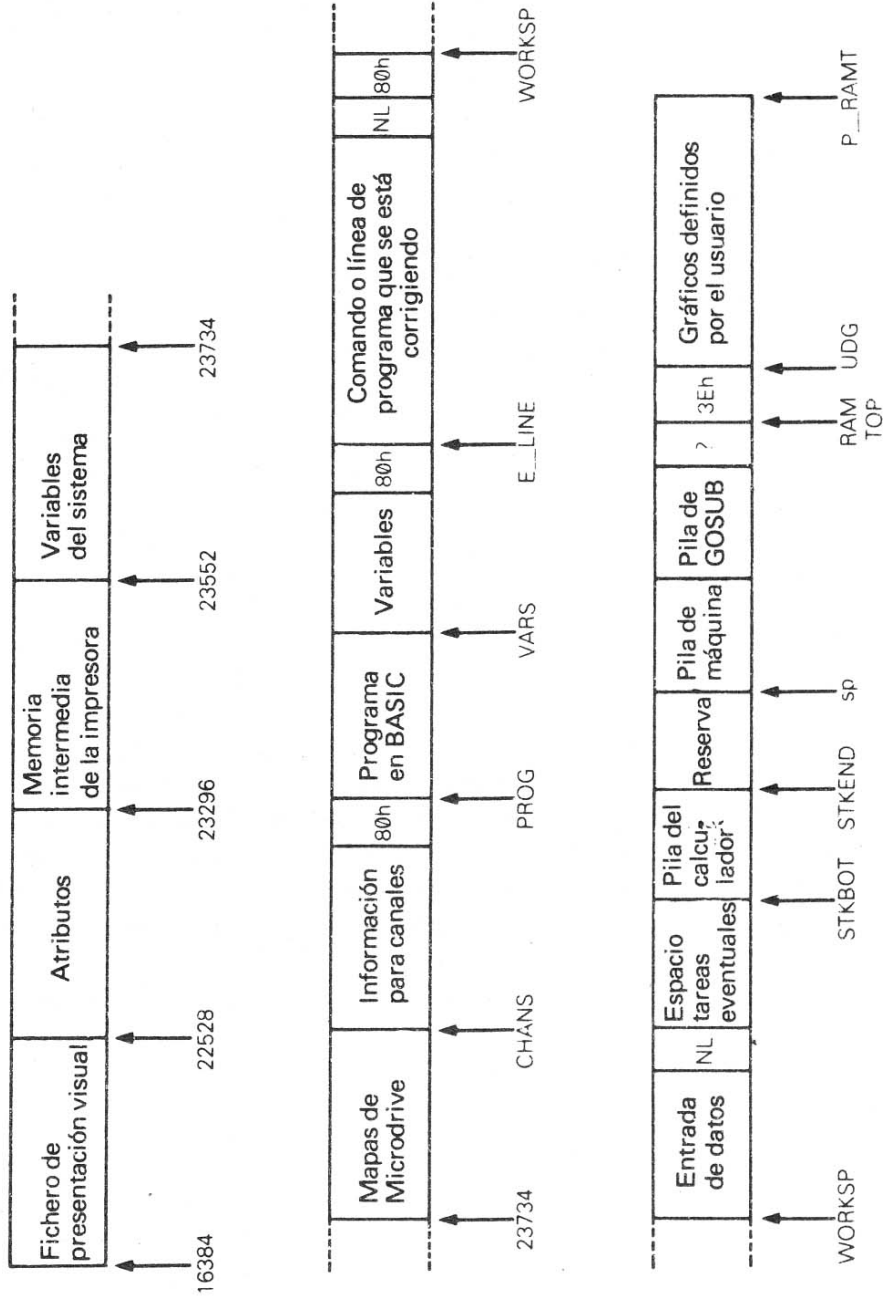 Fichero de
presentación visual
Atributos
Memoria
intermedia
de la impresora
Variables
del sistema
16384
22528
23296
23552
23734
Mapas de
Microdrive
Información
para canales
80h
Programa
en BASIC
Variables
80h
Comando o línea de
programa que se está
corrigiendo
NL
80h
23734
CHANS
PROG
VARS
E__LINE
WORKSP
Entrada
de datos
NL
Espacio
tareas
eventuales
Pila del
calcu-
lador
Reserva
Pila de
máquina
Pila de
GOSUB
?
3Eh
Gráficos definidos
por el usuario
WORKSP
STKBOT
STKEND
sp
RAM
TOP
UDG
P__RAMT